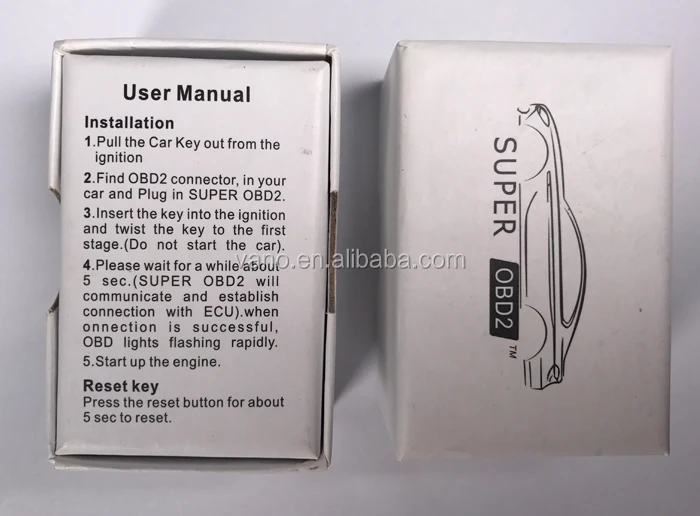 User Manual
Installation
1.Pull the Car Key out from the
ignition
2.Find OBD2 connector, in your
car and Plug in SUPER OBD2.
3.Insert the key into the ignition
and twist the key to the first
stage.(Do not start the car).
4.Please wait for a while about
5 sec.(SUPER OBD2 will
communicate and establish
connection with ECU).when
onnection is successful,
OBD lights flashing rapidly.
5.Start up the engine.
Reset key
Press the reset button for about
5 sec to reset.
SUPER OBD2 ™
vano.en.alibaba.com